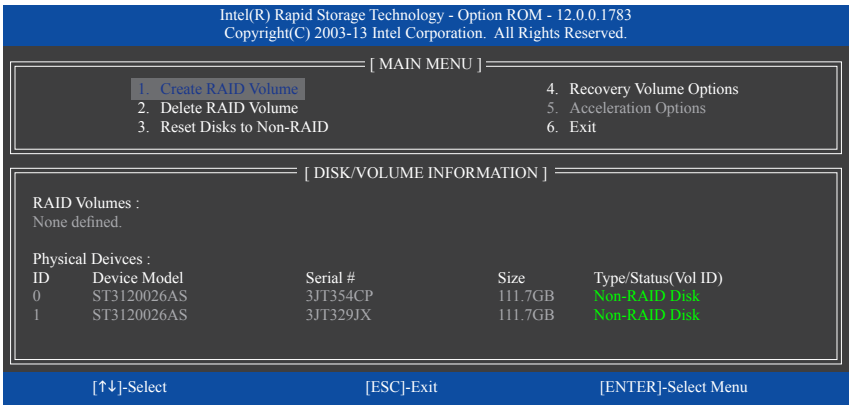 Intel(R) Rapid Storage Technology - Option ROM - 12.0.0.1783
Copyright(C) 2003-13 Intel Corporation. All Rights Reserved.
[ MAIN MENU ]
1. Create RAID Volume
2. Delete RAID Volume
3. Reset Disks to Non-RAID
4. Recovery Volume Options
5. Acceleration Options
6. Exit
[ DISK/VOLUME INFORMATION ]
RAID Volumes :
None defined.
Physical Deivces :
ID Device Model Serial # Size Type/Status(Vol ID)
0 ST3120026AS 3JT354CP 111.7GB Non-RAID Disk
1 ST3120026AS 3JT329JX 111.7GB Non-RAID Disk
[↑↓]-Select [ESC]-Exit [ENTER]-Select Menu